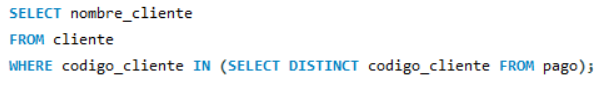 SELECT nombre_cliente
FROM cliente
WHERE codigo_cliente IN (SELECT DISTINCT codigo_cliente FROM pago);